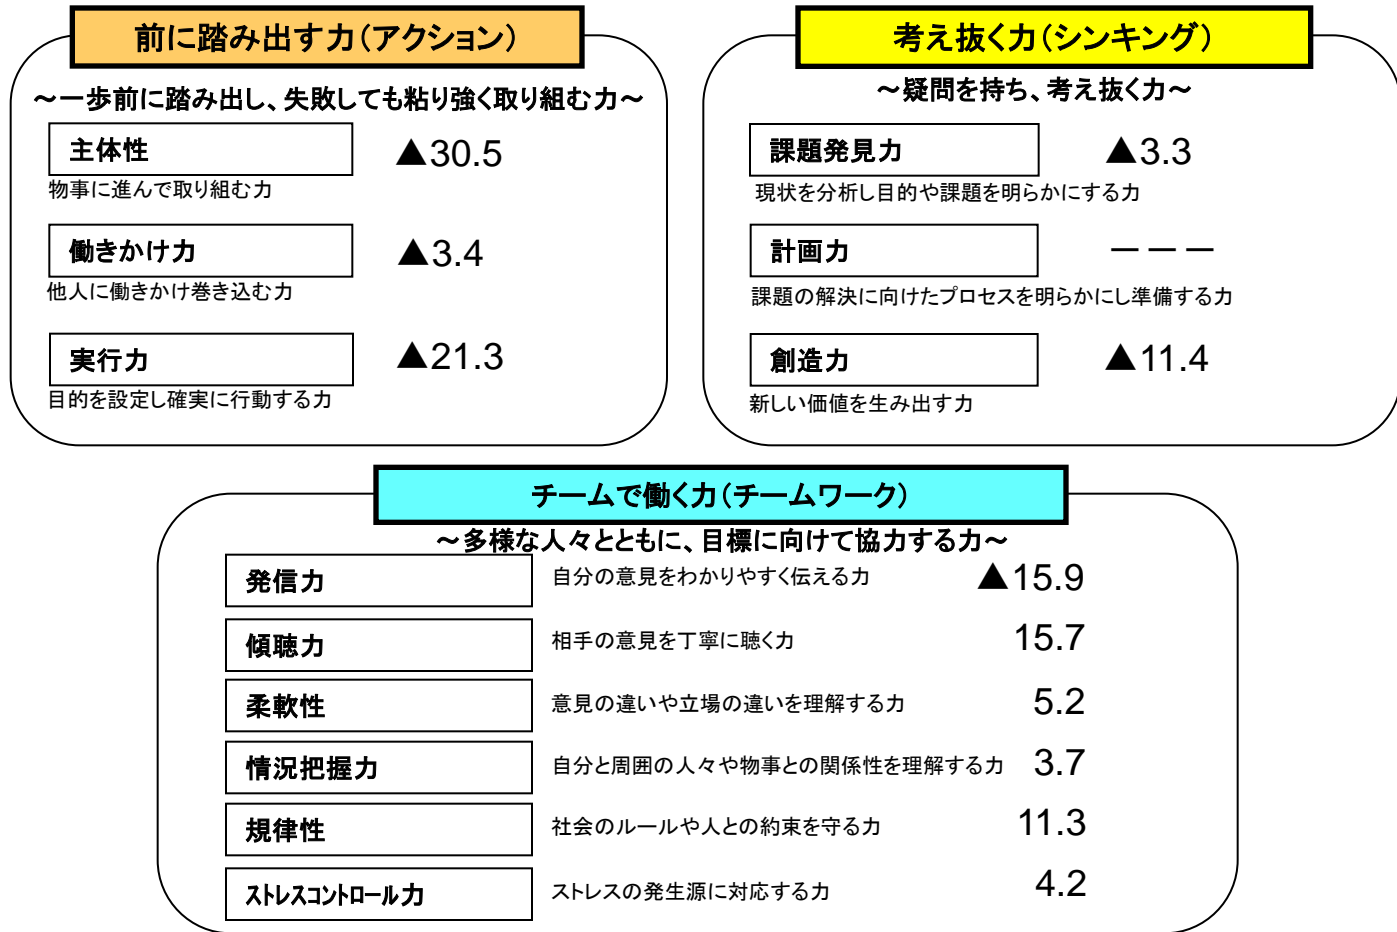 前に踏み出す力（アクション）
～一歩前に踏み出し、失敗しても粘り強く取り組む力～
主体性 ▲30.5
物事に進んで取り組む力
働きかけ力 ▲3.4
他人に働きかけ巻き込む力
実行力 ▲21.3
目的を設定し確実に行動する力
考え抜く力（シンキング）
～疑問を持ち、考え抜く力～
課題発見力 ▲3.3
現状を分析し目的や課題を明らかにする力
計画力 ーーー
課題の解決に向けたプロセスを明らかにし準備する力
創造力 ▲11.4
新しい価値を生み出す力
チームで働く力（チームワーク）
～多様な人々とともに、目標に向けて協力する力～
発信力 自分の意見をわかりやすく伝える力 ▲15.9
傾聴力 相手の意見を丁寧に聴く力 15.7
柔軟性 意見の違いや立場の違いを理解する力 5.2
情況把握力 自分と周囲の人々や物事との関係性を理解する力 3.7
規律性 社会のルールや人との約束を守る力 11.3
ストレスコントロール力 ストレスの発生源に対応する力 4.2